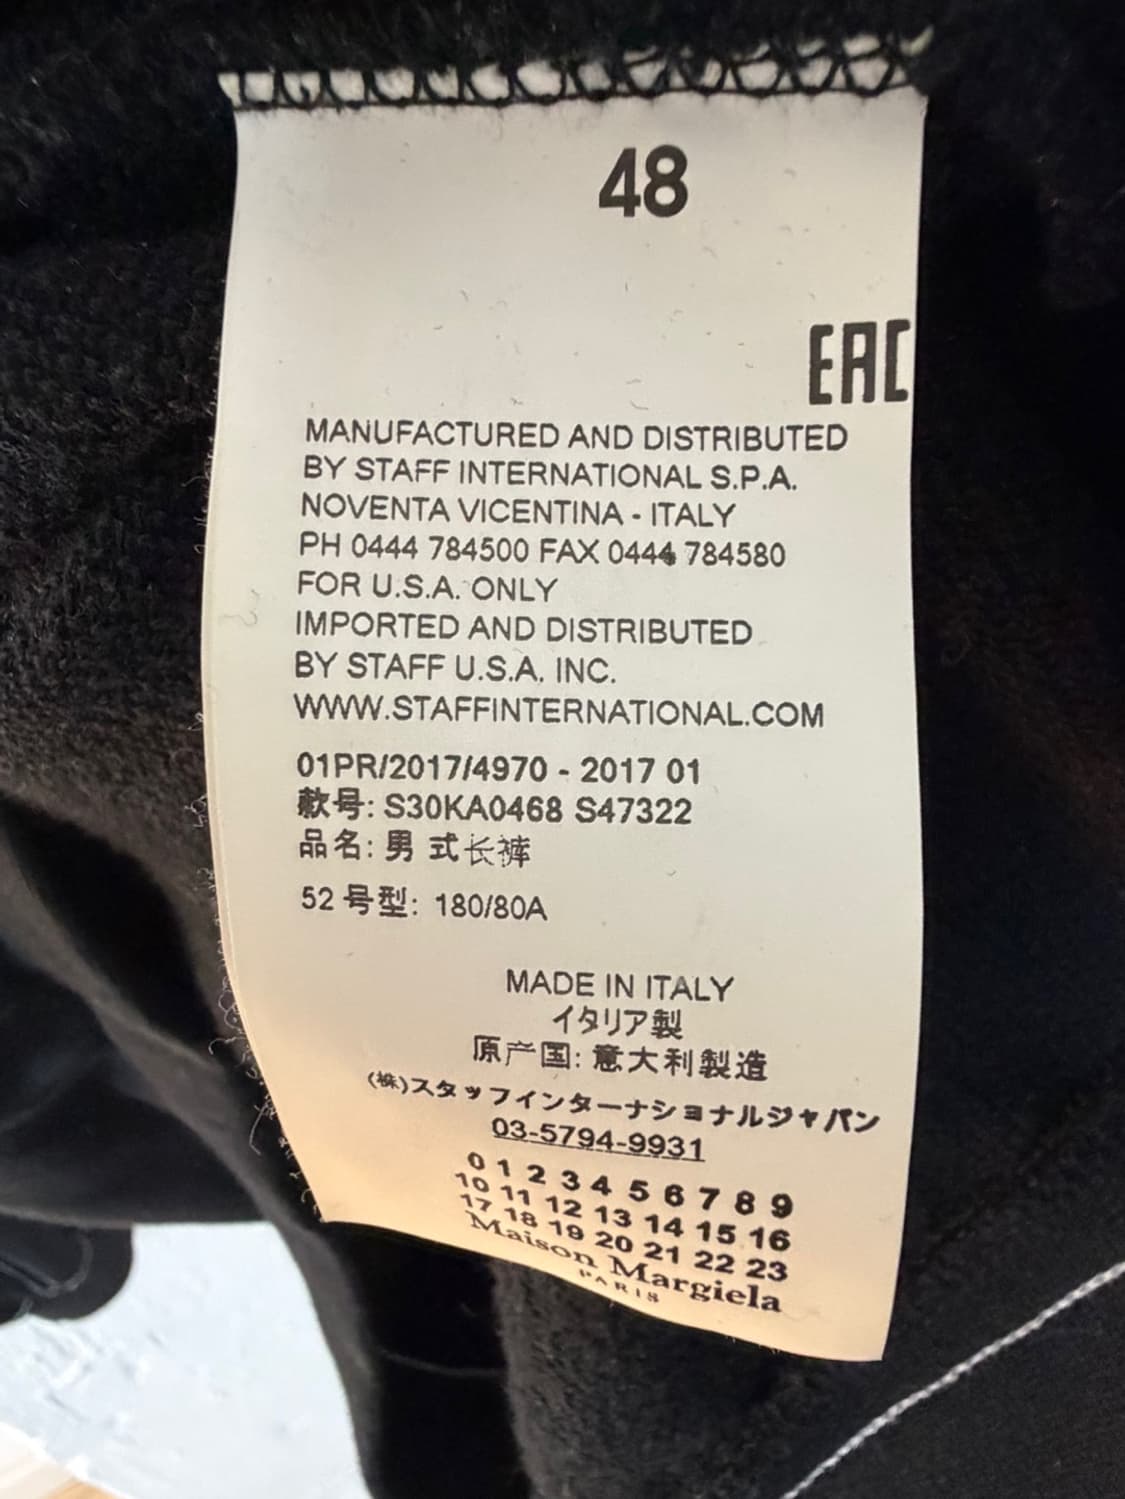 48
EAC
MANUFACTURED AND DISTRIBUTED
BY STAFF INTERNATIONAL S.P.A.
NOVENTA VICENTINA - ITALY
PH 0444 784500 FAX 0444 784580
FOR U.S.A. ONLY
IMPORTED AND DISTRIBUTED
BY STAFF U.S.A. INC.
WWW.STAFFINTERNATIONAL.COM
01PR/2017/4970 - 2017 01
款号: S30KA0468 S47322
品名: 男式长裤
52 号型: 180/80A
MADE IN ITALY
イタリア製
原产国: 意大利製造
(株)スタッフインターナショナルジャパン
03-5794-9931
0 1 2 3 4 5 6 7 8 9
10 11 12 13 14 15 16
17 18 19 20 21 22 23
Maison Margiela
PARIS